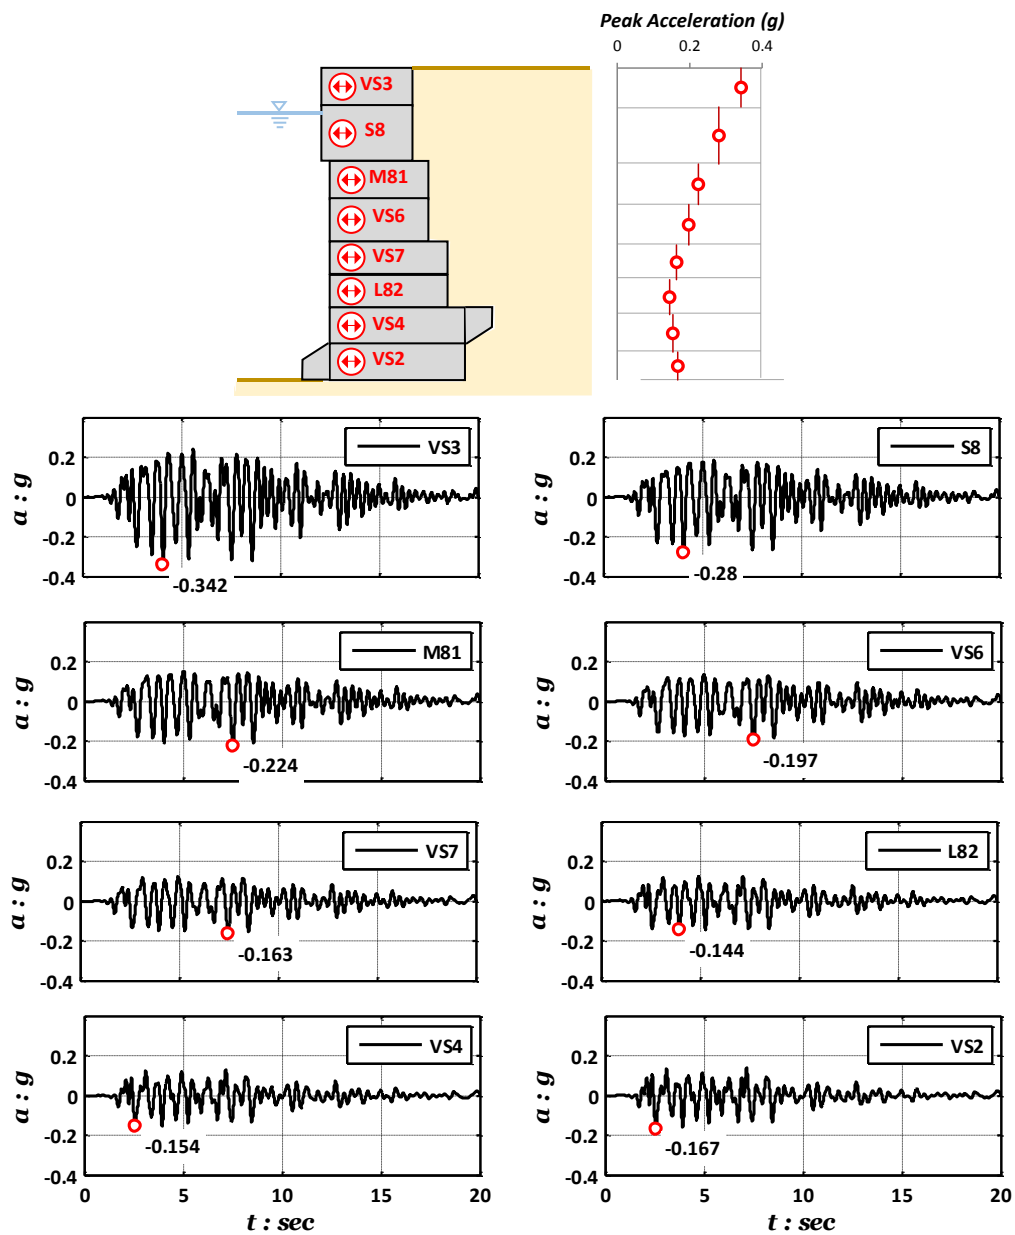 Peak Acceleration (g)
0 0.2 0.4
VS3
S8
M81
VS6
VS7
L82
VS4
VS2
0.2
0
-0.2
-0.4
a : g
VS3
-0.342
0.2
0
-0.2
-0.4
a : g
S8
-0.28
0.2
0
-0.2
-0.4
a : g
M81
-0.224
0.2
0
-0.2
-0.4
a : g
VS6
-0.197
0.2
0
-0.2
-0.4
a : g
VS7
-0.163
0.2
0
-0.2
-0.4
a : g
L82
-0.144
0.2
0
-0.2
-0.4
a : g
VS4
-0.154
0 5 10 15 20
t : sec
0.2
0
-0.2
-0.4
a : g
VS2
-0.167
0 5 10 15 20
t : sec